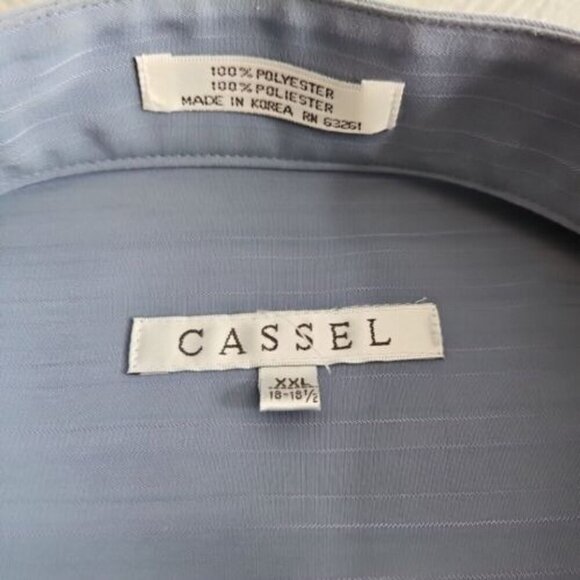 100% POLYESTER
100% POLIESTER
MADE IN KOREA RN 63261
CASSEL
XXL
18-18½